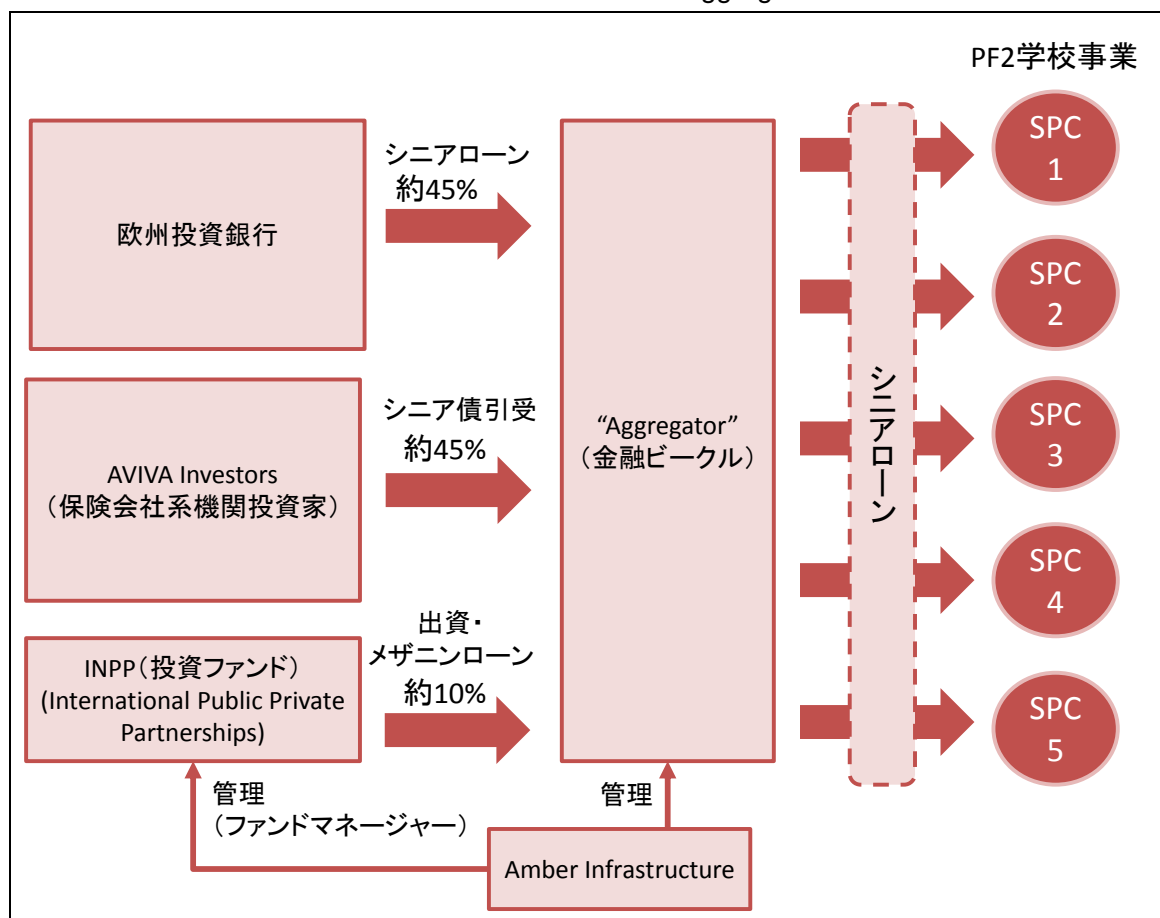 PF2学校事業
シニアローン
約45%
欧州投資銀行
シニア債引受
約45%
AVIVA Investors
（保険会社系機関投資家）
出資・
メザニンローン
約10%
INPP（投資ファンド）
(International Public Private
Partnerships)
“Aggregator”
（金融ビークル）
シニアローン
SPC
1
SPC
2
SPC
3
SPC
4
SPC
5
管理
（ファンドマネージャー）
管理
Amber Infrastructure